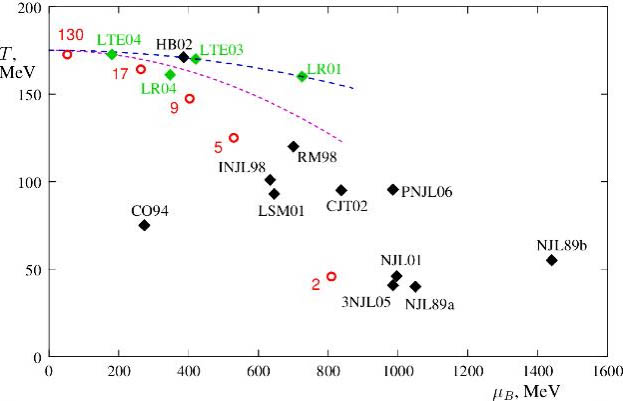 200
T,
MeV
150
100
50
0
130
LTE04
HB02
LTE03
17
LR04
LR01
9
5
INJL98
RM98
LSM01
CJT02
PNJL06
CO94
NJL01
NJL89b
2
3NJL05
NJL89a
0 200 400 600 800 1000 1200 1400 1600
μB, MeV